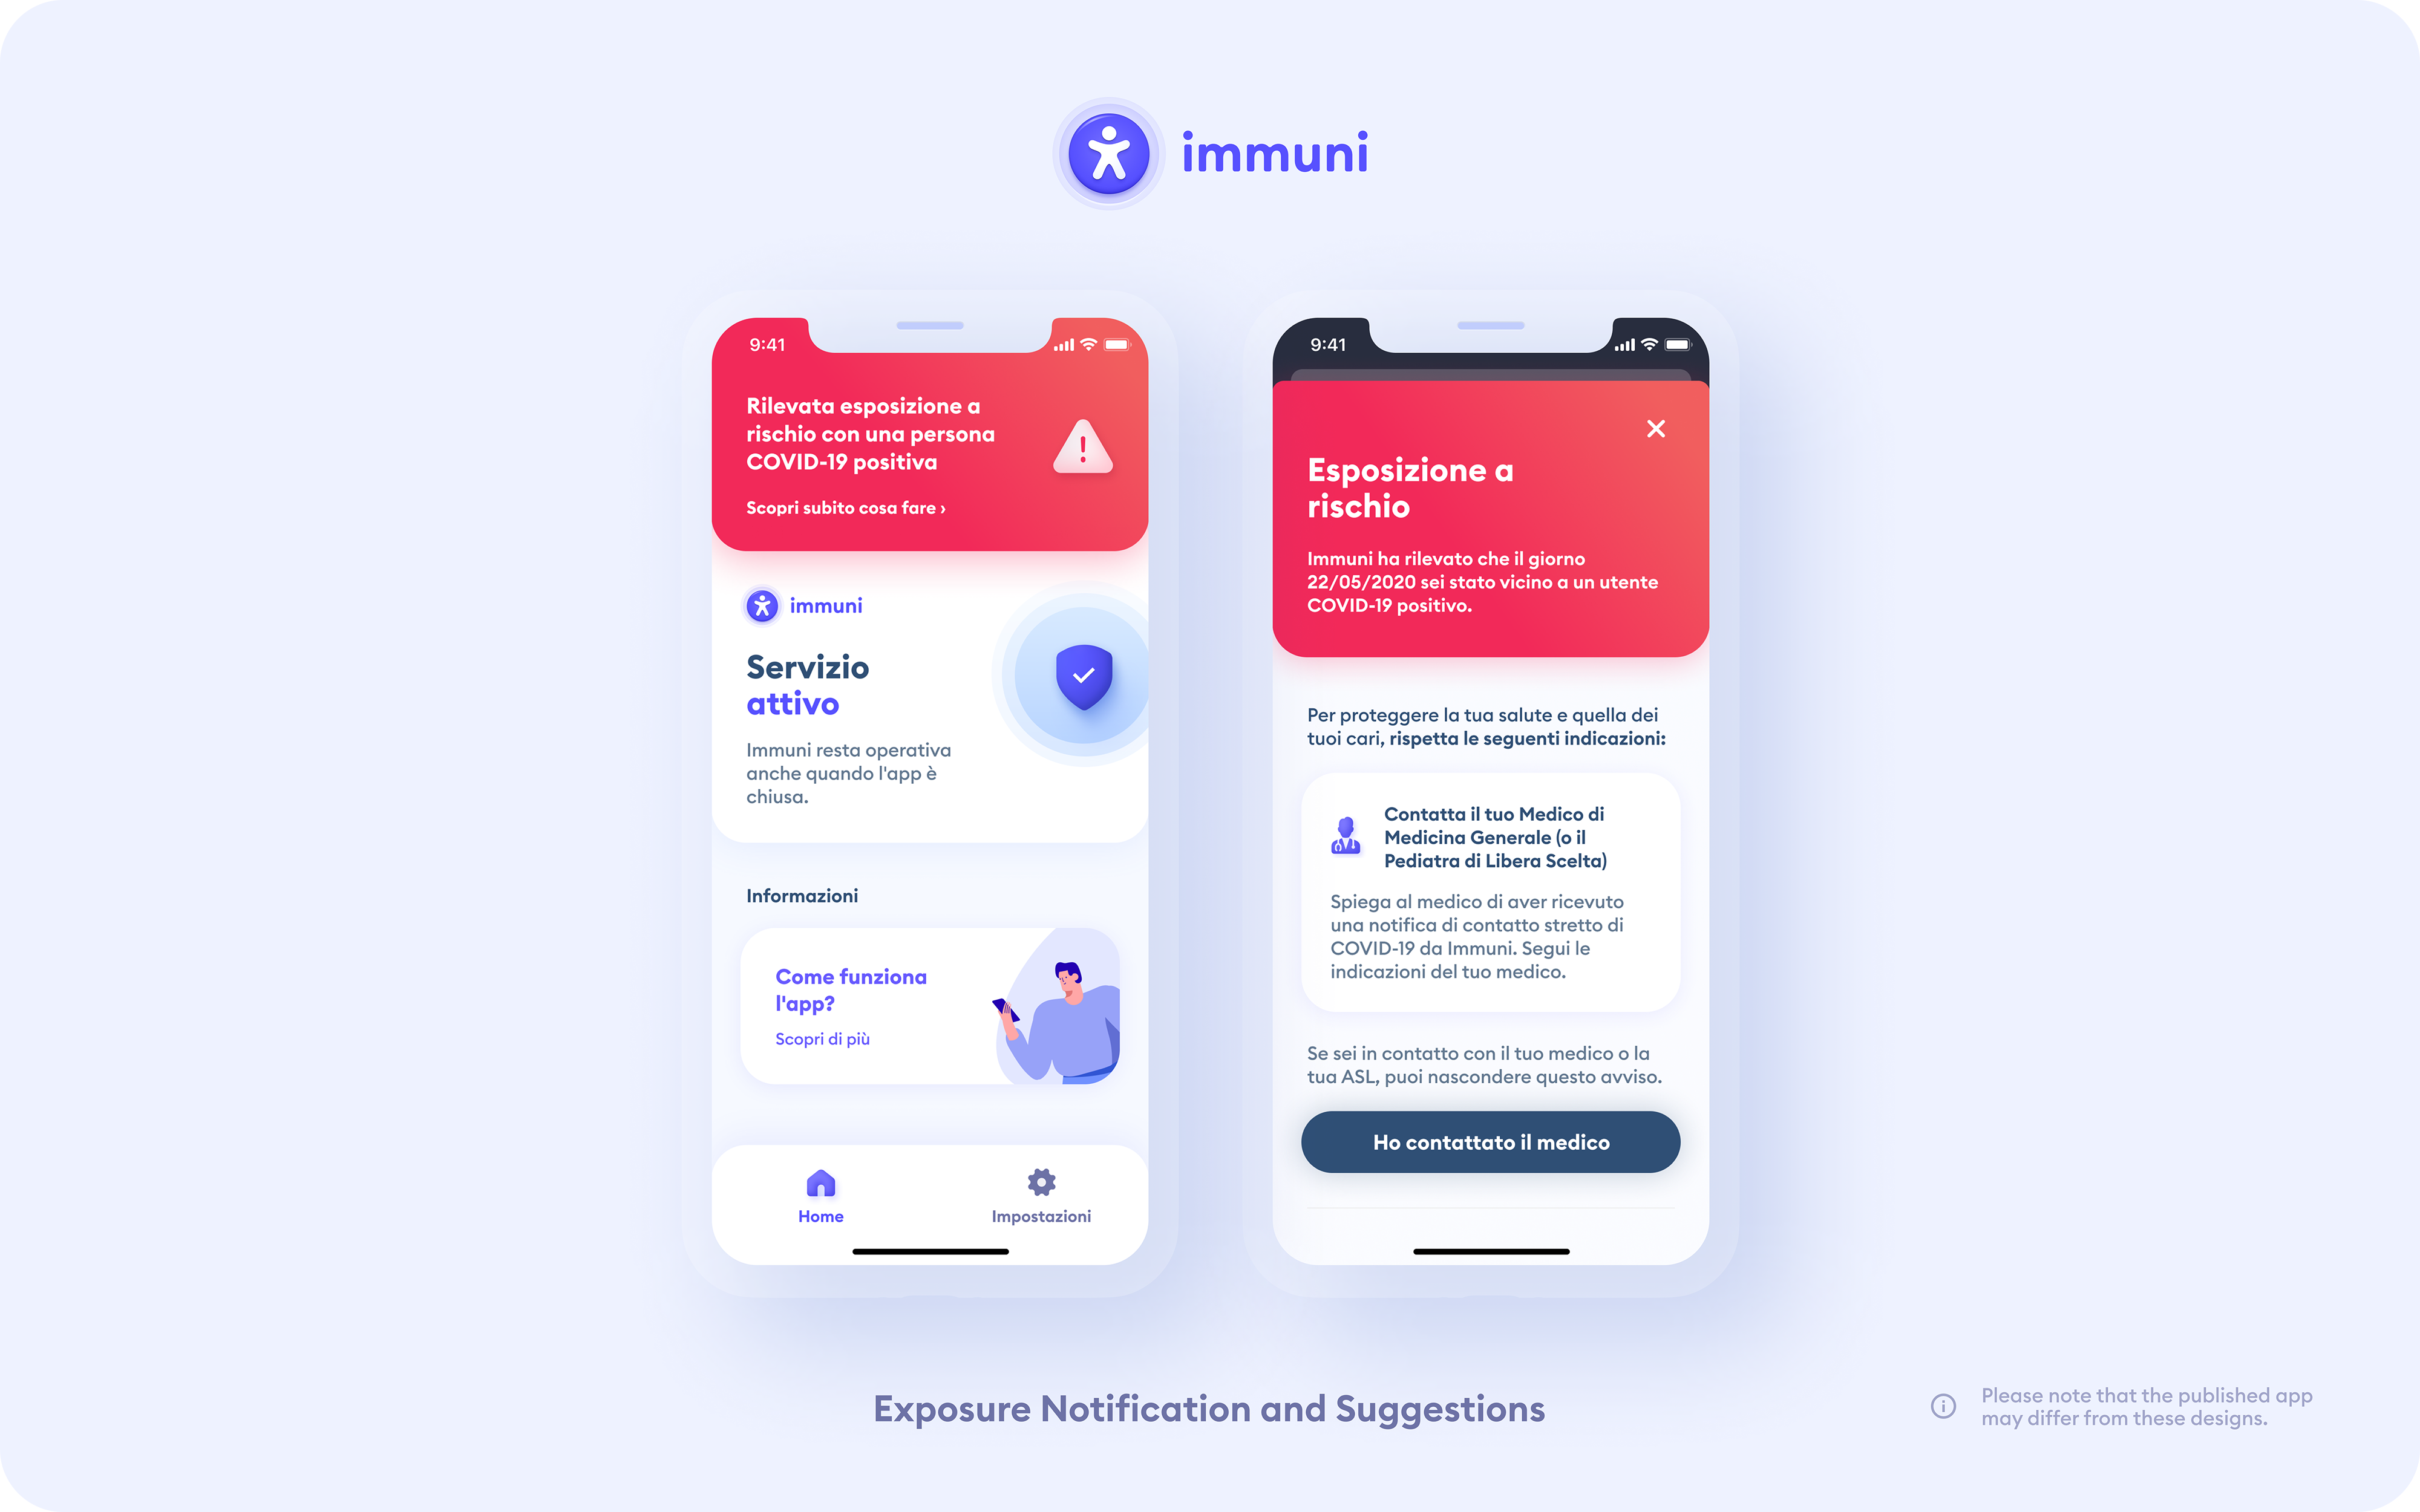 immuni
9:41
Rilevata esposizione a
rischio con una persona
COVID-19 positiva
Scopri subito cosa fare ›
immuni
Servizio
attivo
Immuni resta operativa
anche quando l'app è
chiusa.
Informazioni
Come funziona
l'app?
Scopri di più
Home
Impostazioni
9:41
Esposizione a
rischio
Immuni ha rilevato che il giorno
22/05/2020 sei stato vicino a un utente
COVID-19 positivo.
Per proteggere la tua salute e quella dei
tuoi cari, rispetta le seguenti indicazioni:
Contatta il tuo Medico di
Medicina Generale (o il
Pediatra di Libera Scelta)
Spiega al medico di aver ricevuto
una notifica di contatto stretto di
COVID-19 da Immuni. Segui le
indicazioni del tuo medico.
Se sei in contatto con il tuo medico o la
tua ASL, puoi nascondere questo avviso.
Ho contattato il medico
Exposure Notification and Suggestions
Please note that the published app
may differ from these designs.